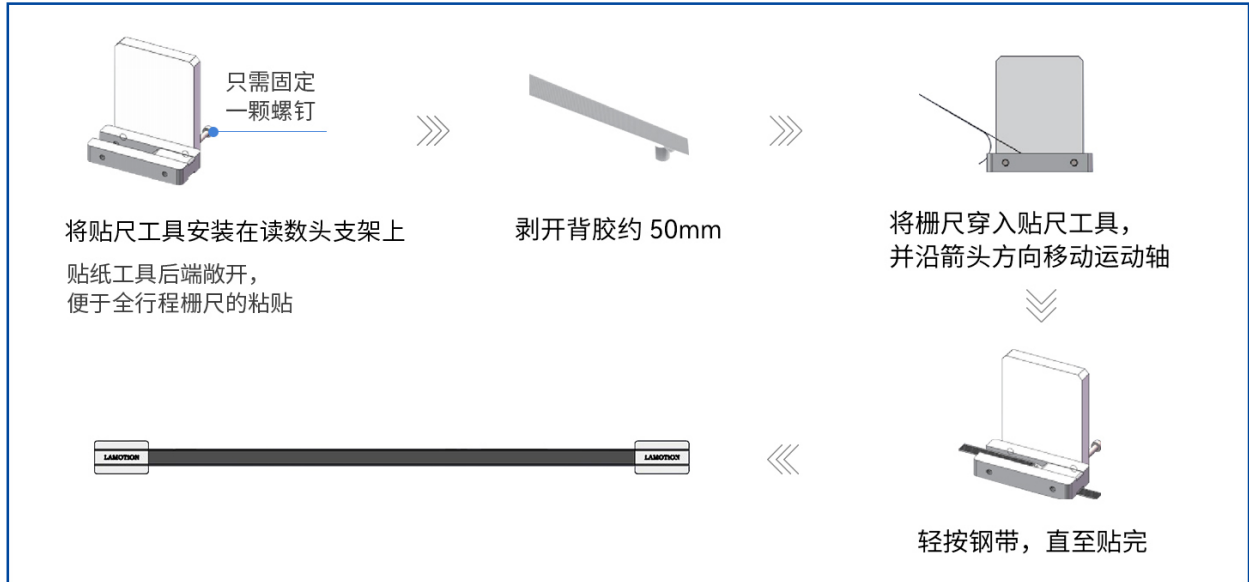 只需固定
一颗螺钉
将贴尺工具安装在读数头支架上
贴纸工具后端敞开，
便于全行程栅尺的粘贴
剥开背胶约 50mm
将栅尺穿入贴尺工具，
并沿箭头方向移动运动轴
轻按钢带，直至贴完
LAMOTION
LAMOTION